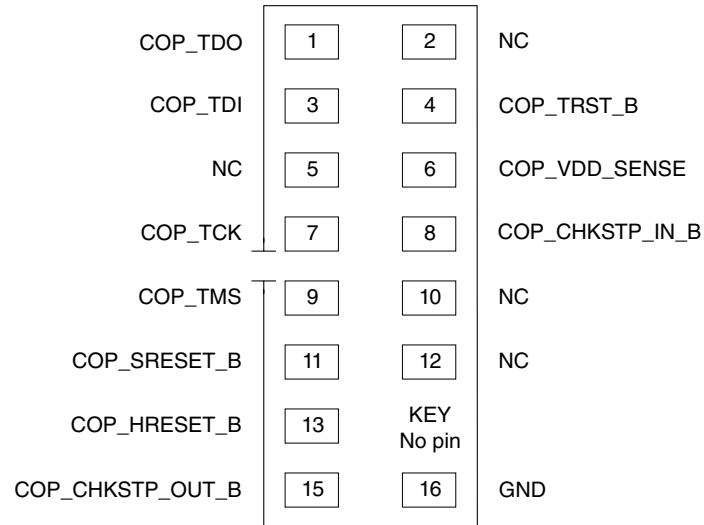 COP_TDO 1 2 NC
COP_TDI 3 4 COP_TRST_B
NC 5 6 COP_VDD_SENSE
COP_TCK 7 8 COP_CHKSTP_IN_B
COP_TMS 9 10 NC
COP_SRESET_B 11 12 NC
COP_HRESET_B 13 KEY
No pin
COP_CHKSTP_OUT_B 15 16 GND